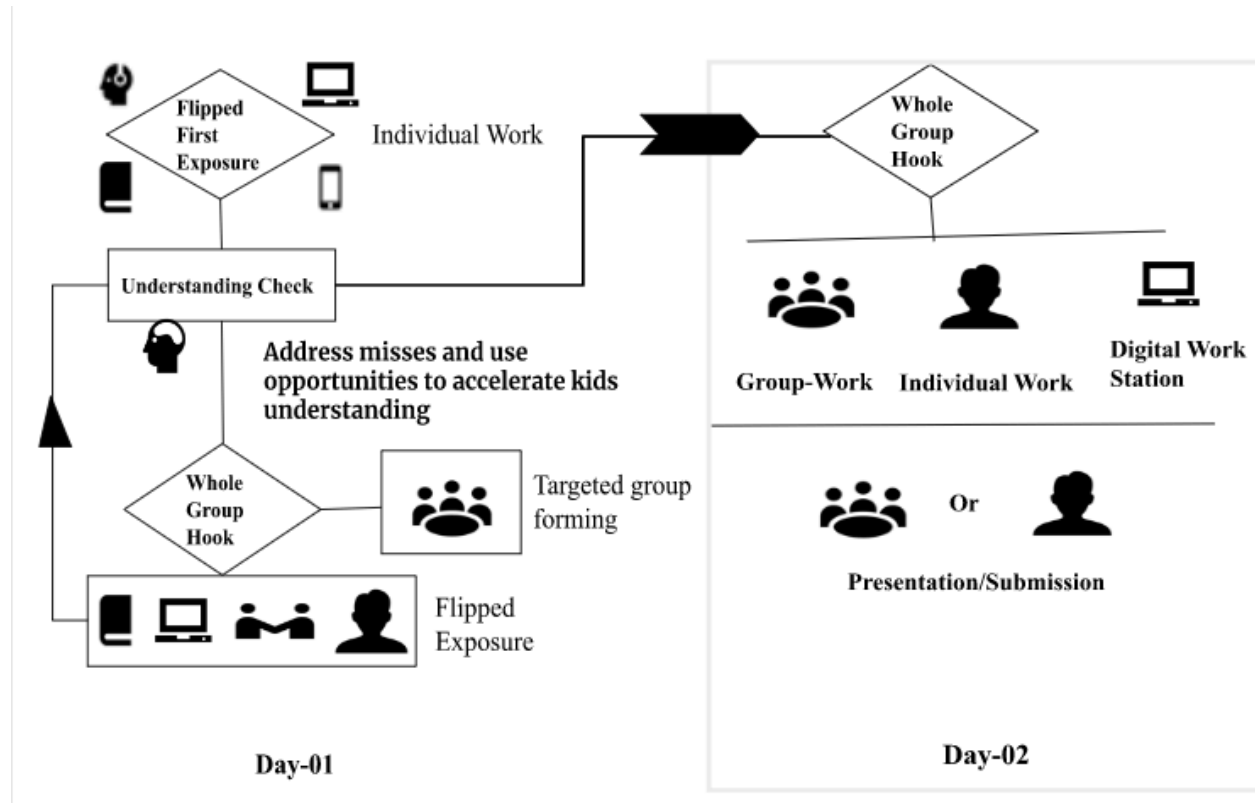 Flipped
First
Exposure
Individual Work
Understanding Check
Address misses and use
opportunities to accelerate kids
understanding
Whole
Group
Hook
Targeted group
forming
Flipped
Exposure
Day-01
Whole
Group
Hook
Group-Work
Individual Work
Digital Work
Station
Or
Presentation/Submission
Day-02